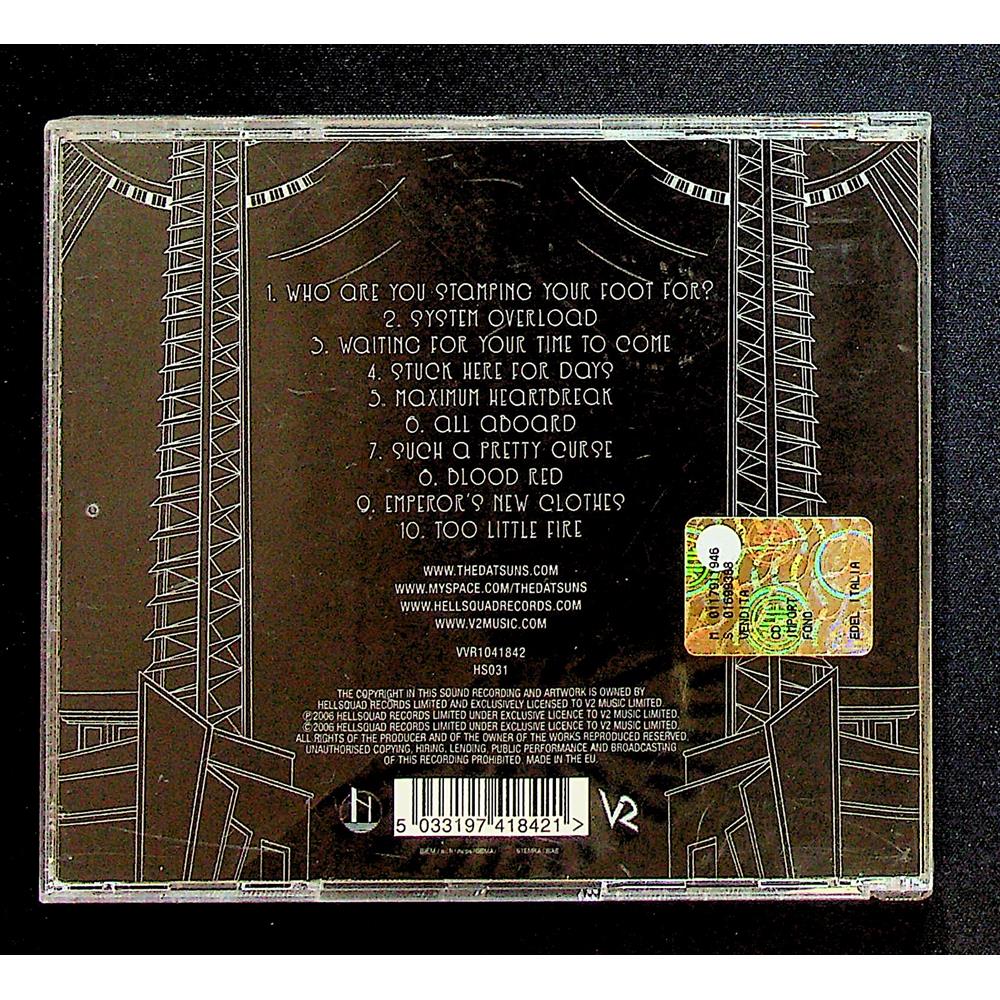 1. WHO ARE YOU STAMPING YOUR FOOT FOR?
2. SYSTEM OVERLOAD
3. WAITING FOR YOUR TIME TO COME
4. STUCK HERE FOR DAYS
5. MAXIMUM HEARTBREAK
6. ALL ABOARD
7. SUCH A PRETTY CURSE
8. BLOOD RED
9. EMPEROR'S NEW CLOTHES
10. TOO LITTLE FIRE
WWW.THEDATSUNS.COM
WWW.MYSPACE.COM/THEDATSUNS
WWW.HELLSQUADRECORDS.COM
WWW.V2MUSIC.COM
VVR1041842
HS031
THE COPYRIGHT IN THIS SOUND RECORDING AND ARTWORK IS OWNED BY
HELLSQUAD RECORDS LIMITED AND EXCLUSIVELY LICENSED TO V2 MUSIC LIMITED.
℗ 2006 HELLSQUAD RECORDS LIMITED UNDER EXCLUSIVE LICENCE TO V2 MUSIC LIMITED.
© 2006 HELLSQUAD RECORDS LIMITED UNDER EXCLUSIVE LICENCE TO V2 MUSIC LIMITED.
ALL RIGHTS OF THE PRODUCER AND OF THE OWNER OF THE WORKS REPRODUCED RESERVED.
UNAUTHORISED COPYING, HIRING, LENDING, PUBLIC PERFORMANCE AND BROADCASTING
OF THIS RECORDING PROHIBITED. MADE IN THE EU.
H
5 033197 418421 >
V2
VENDITA
CD
IMPORT
FONO
EDEL ITALIA